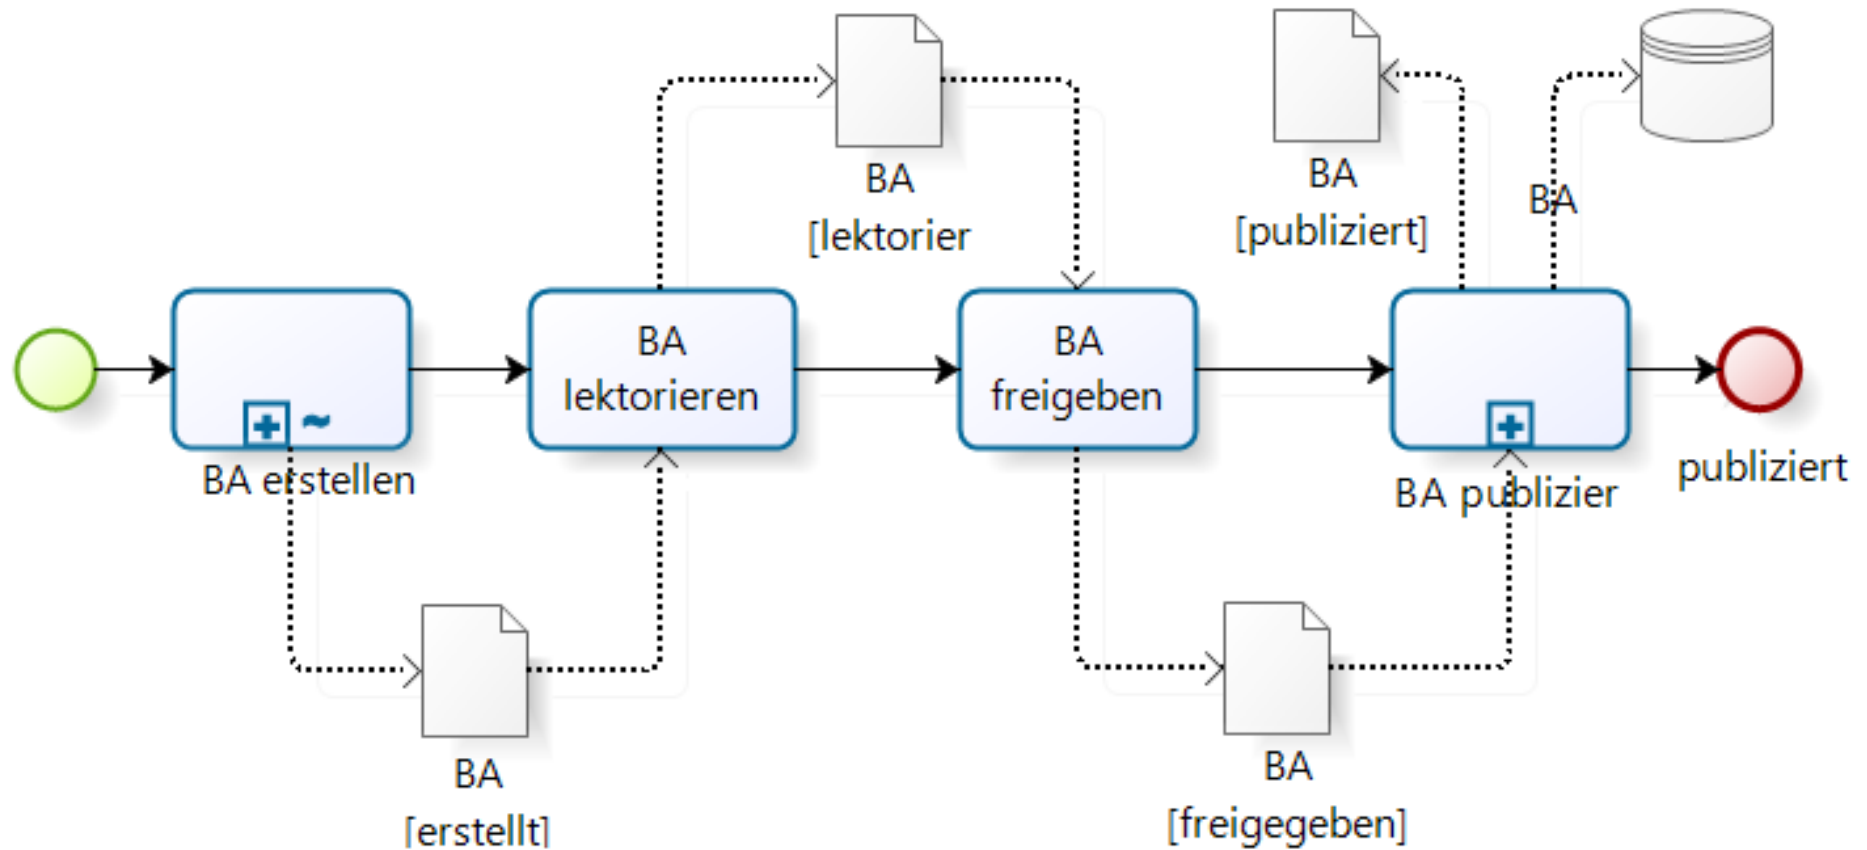 BA
[lektorier
BA
[publiziert]
BA
BA
lektorieren
BA
freigeben
BA erstellen
BA publizier
publiziert
BA
[erstellt]
BA
[freigegeben]